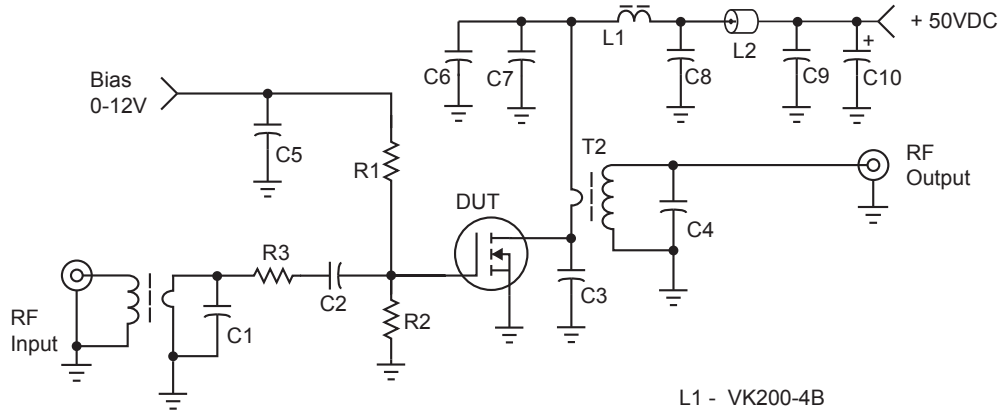 + 50VDC
L1
L2
C6
C7
C8
C9
+
C10
Bias
0-12V
C5
R1
T2
RF
Output
DUT
C4
R3
C2
C3
RF
Input
C1
R2
L1 - VK200-4B